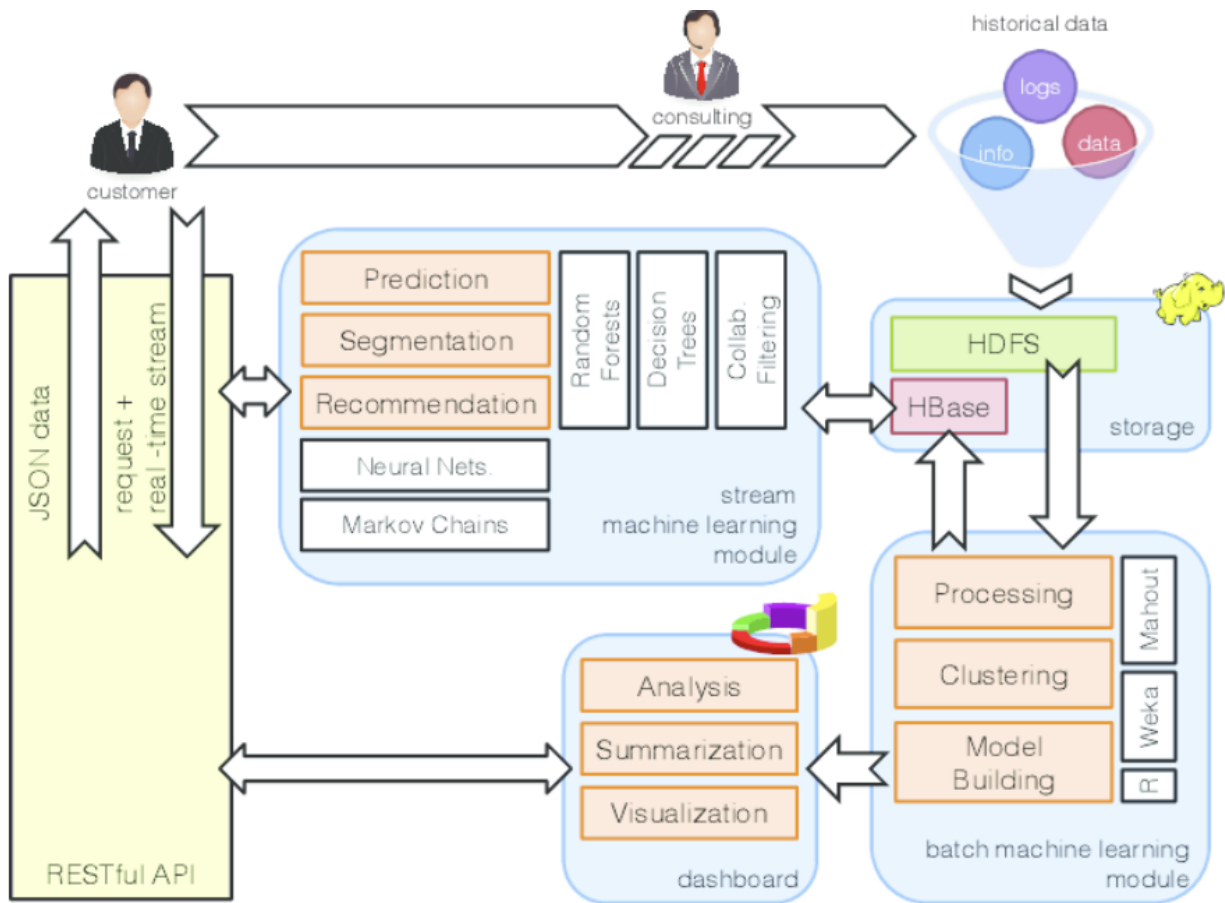 historical data
logs
info
data
consulting
customer
JSON data
request +
real -time stream
RESTful API
Prediction
Segmentation
Recommendation
Neural Nets.
Markov Chains
Random
Forests
Decision
Trees
Collab.
Filtering
stream
machine learning
module
HDFS
HBase
storage
Processing
Clustering
Model
Building
Mahout
Weka
R
batch machine learning
module
Analysis
Summarization
Visualization
dashboard